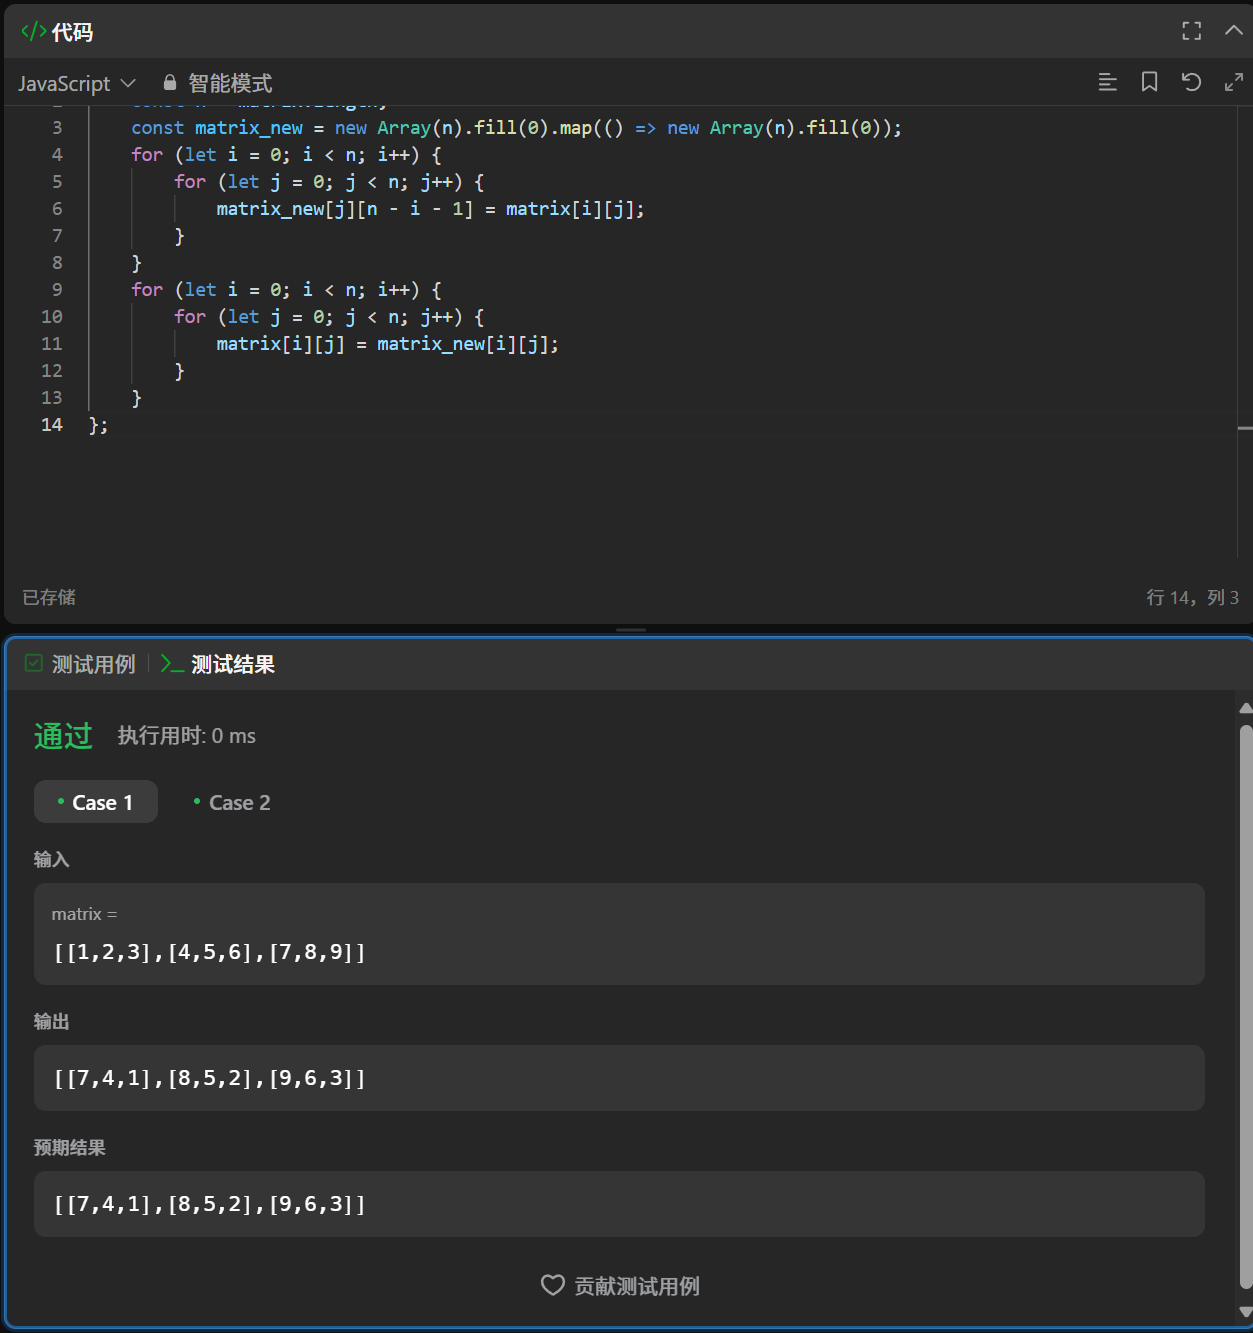 代码
JavaScript 智能模式
3 const matrix_new = new Array(n).fill(0).map(() => new Array(n).fill(0));
4 for (let i = 0; i < n; i++) {
5 for (let j = 0; j < n; j++) {
6 matrix_new[j][n - i - 1] = matrix[i][j];
7 }
8 }
9 for (let i = 0; i < n; i++) {
10 for (let j = 0; j < n; j++) {
11 matrix[i][j] = matrix_new[i][j];
12 }
13 }
14 };
已存储 行 14，列 3
测试用例 测试结果
通过 执行用时: 0 ms
Case 1 Case 2
输入
matrix =
[[1,2,3],[4,5,6],[7,8,9]]
输出
[[7,4,1],[8,5,2],[9,6,3]]
预期结果
[[7,4,1],[8,5,2],[9,6,3]]
贡献测试用例